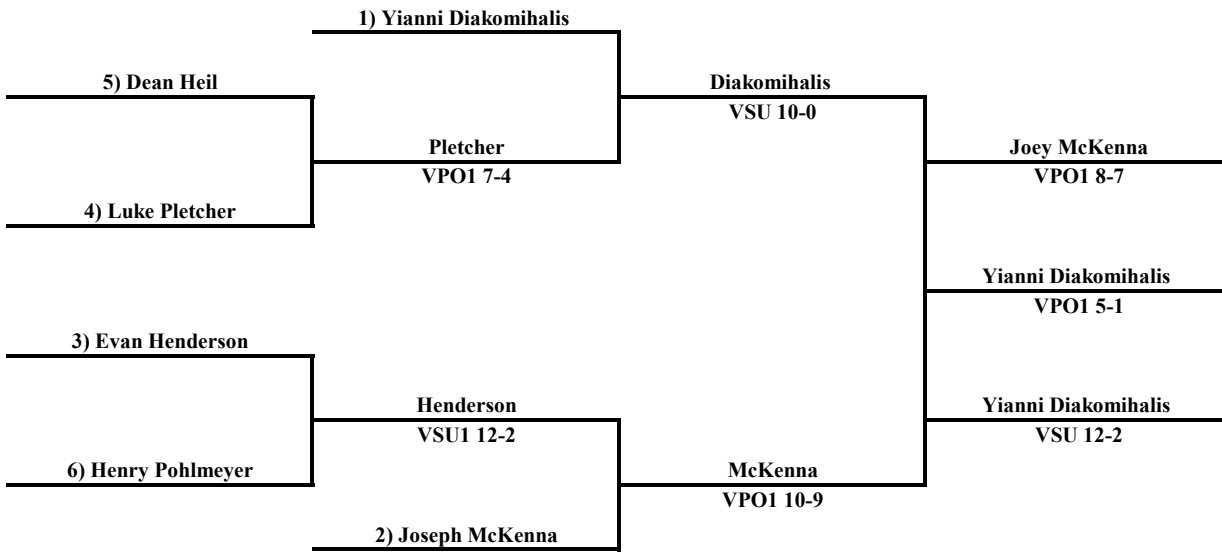 1) Yianni Diakomihalis
5) Dean Heil
Diakomihalis
VSU 10-0
Pletcher
VPO1 7-4
Joey McKenna
VPO1 8-7
4) Luke Pletcher
Yianni Diakomihalis
VPO1 5-1
3) Evan Henderson
Henderson
VSU1 12-2
Yianni Diakomihalis
VSU 12-2
6) Henry Pohlmeyer
McKenna
VPO1 10-9
2) Joseph McKenna